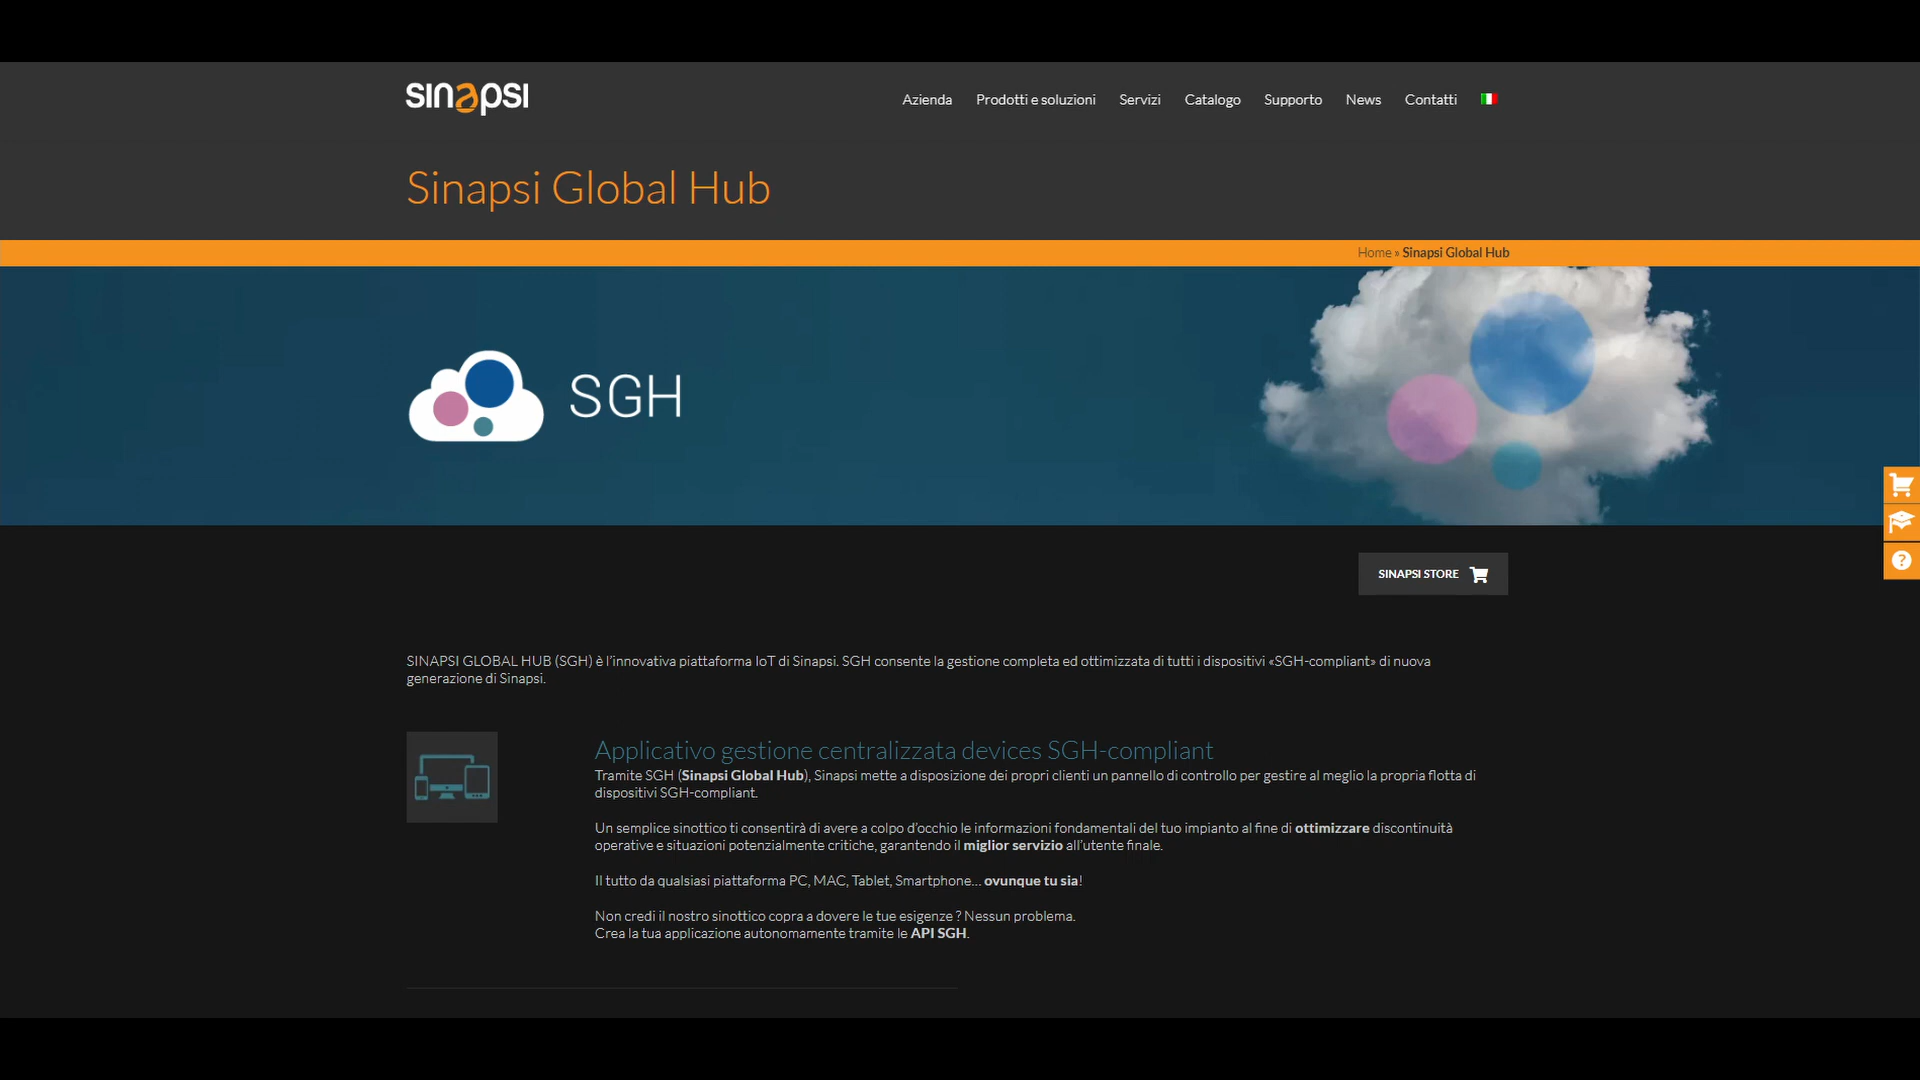 sinapsi
Azienda Prodotti e soluzioni Servizi Catalogo Supporto News Contatti
Sinapsi Global Hub
Home » Sinapsi Global Hub
SGH
SINAPSI STORE
SINAPSI GLOBAL HUB (SGH) è l'innovativa piattaforma IoT di Sinapsi. SGH consente la gestione completa ed ottimizzata di tutti i dispositivi «SGH-compliant» di nuova
generazione di Sinapsi.
Applicativo gestione centralizzata devices SGH-compliant
Tramite SGH (Sinapsi Global Hub), Sinapsi mette a disposizione dei propri clienti un pannello di controllo per gestire al meglio la propria flotta di
dispositivi SGH-compliant.
Un semplice sinottico ti consentirà di avere a colpo d'occhio le informazioni fondamentali del tuo impianto al fine di ottimizzare discontinuità
operative e situazioni potenzialmente critiche, garantendo il miglior servizio all'utente finale.
Il tutto da qualsiasi piattaforma PC, MAC, Tablet, Smartphone... ovunque tu sia!
Non credi il nostro sinottico copra a dovere le tue esigenze ? Nessun problema.
Crea la tua applicazione autonomamente tramite le API SGH.